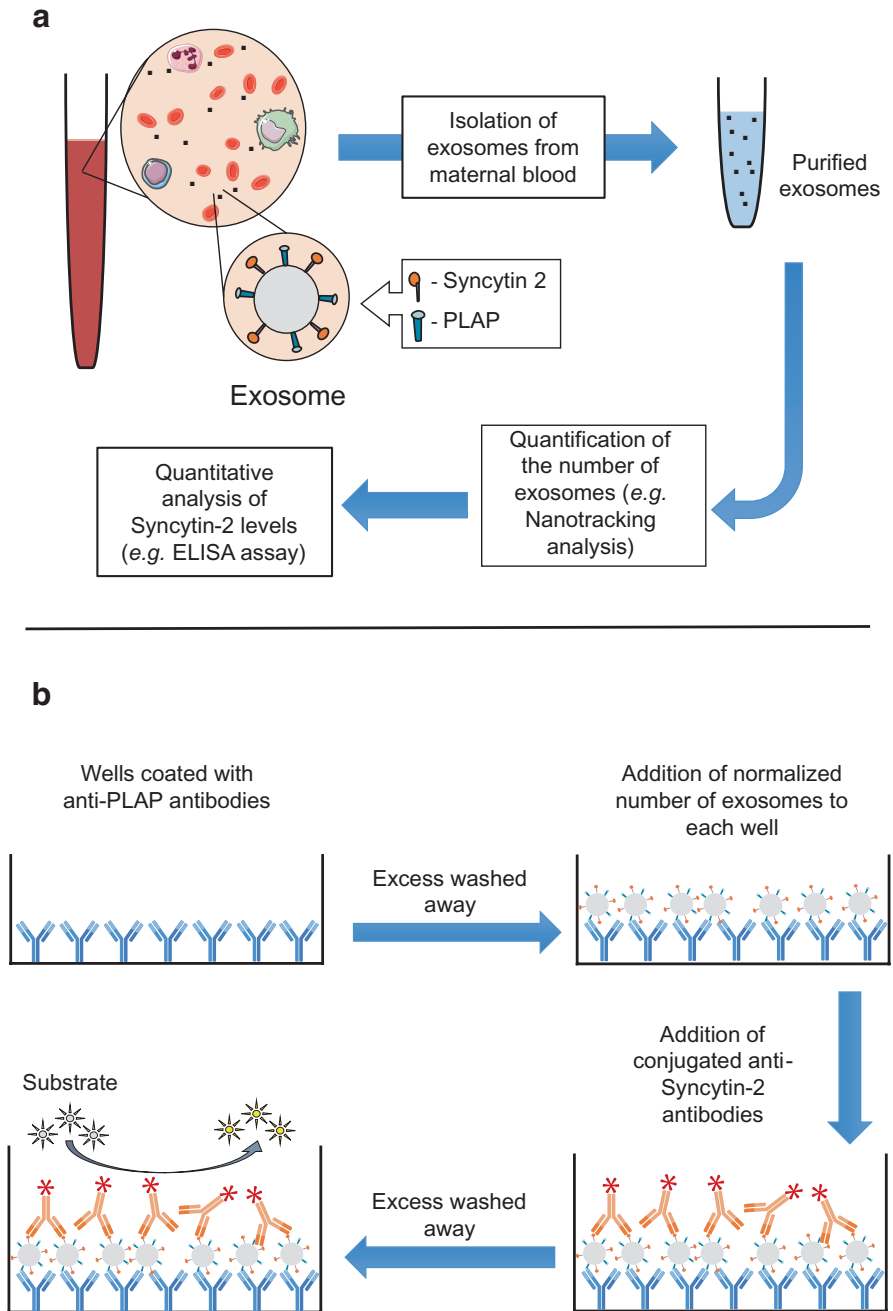 a
Isolation of
exosomes from
maternal blood
Purified
exosomes
- Syncytin 2
- PLAP
Exosome
Quantification of
the number of
exosomes (e.g.
Nanotracking
analysis)
Quantitative
analysis of
Syncytin-2 levels
(e.g. ELISA assay)
b
Wells coated with
anti-PLAP antibodies
Excess washed
away
Addition of normalized
number of exosomes to
each well
Addition of
conjugated anti-
Syncytin-2
antibodies
Excess washed
away
Substrate